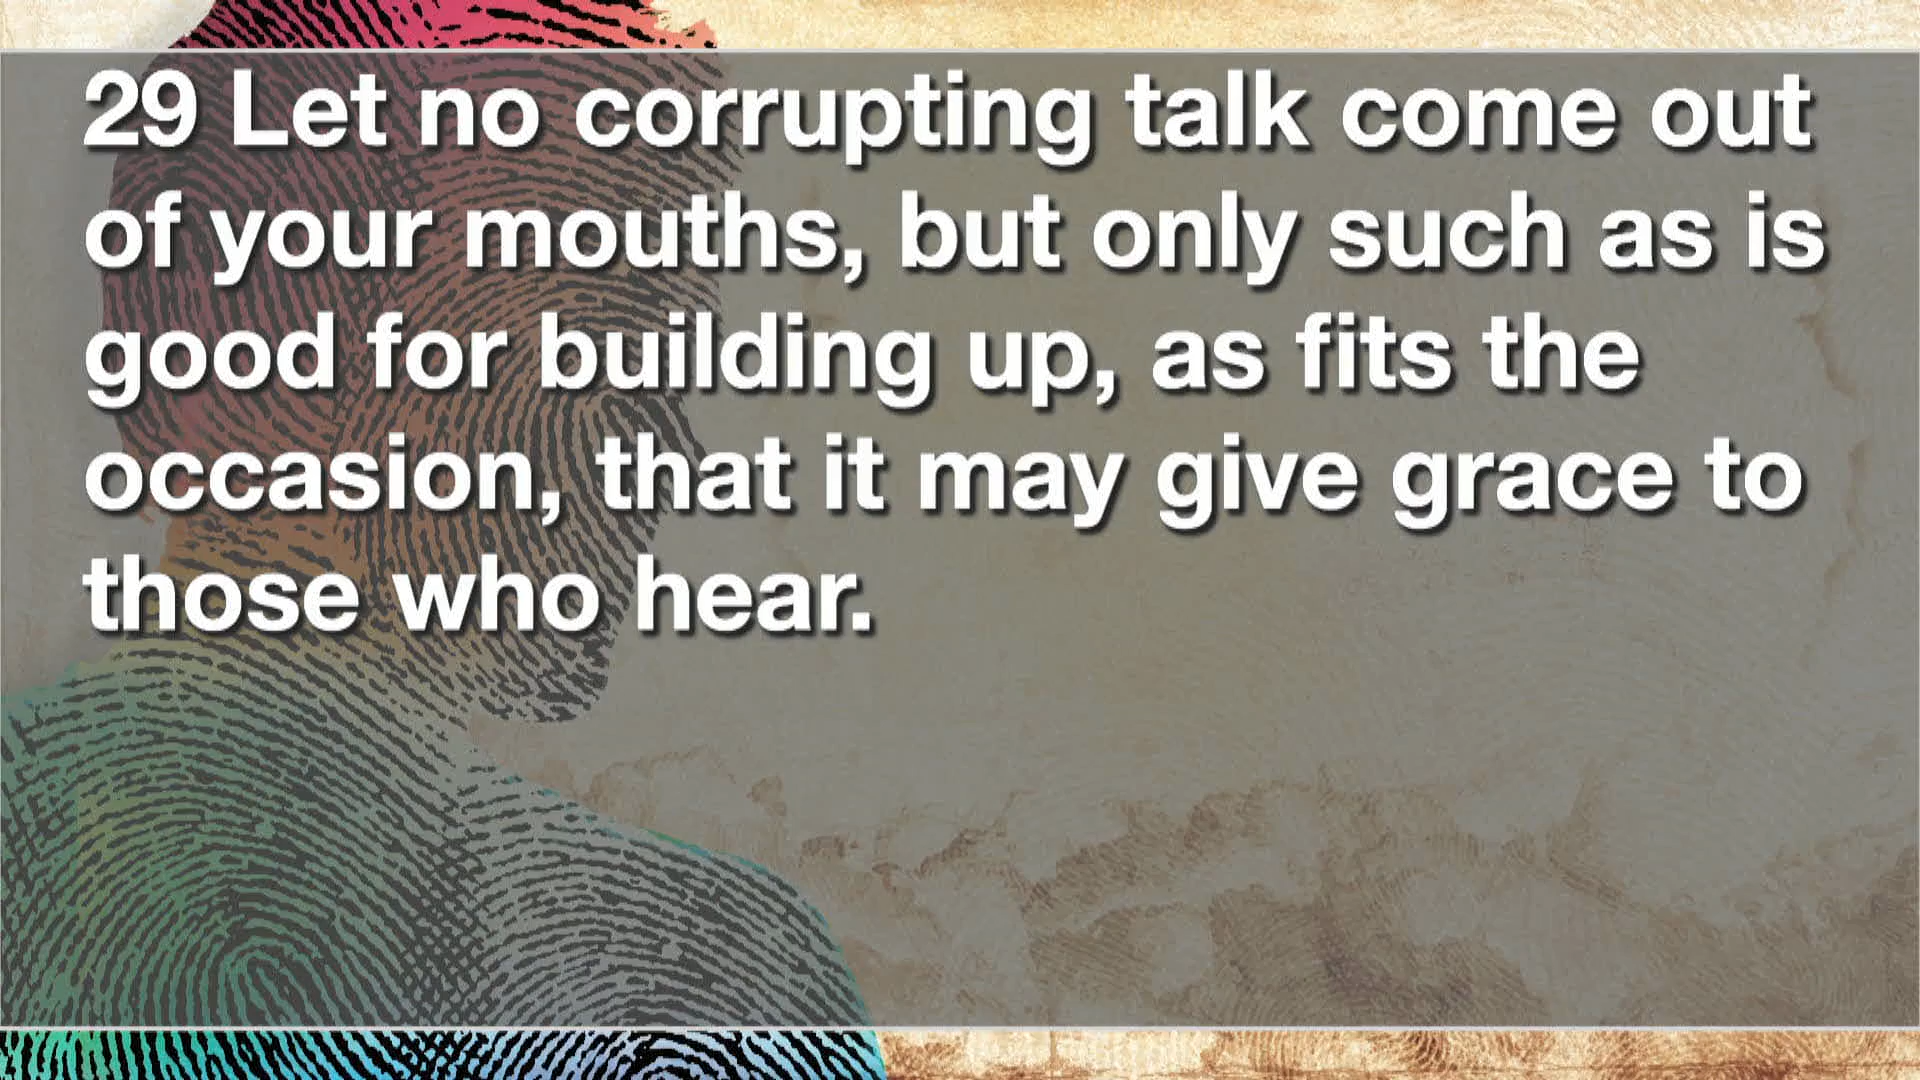 29 Let no corrupting talk come out
of your mouths, but only such as is
good for building up, as fits the
occasion, that it may give grace to
those who hear.